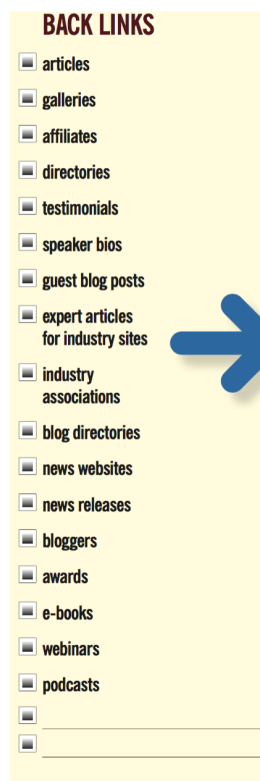 BACK LINKS
articles
galleries
affiliates
directories
testimonials
speaker bios
guest blog posts
expert articles
for industry sites
industry
associations
blog directories
news websites
news releases
bloggers
awards
e-books
webinars
podcasts